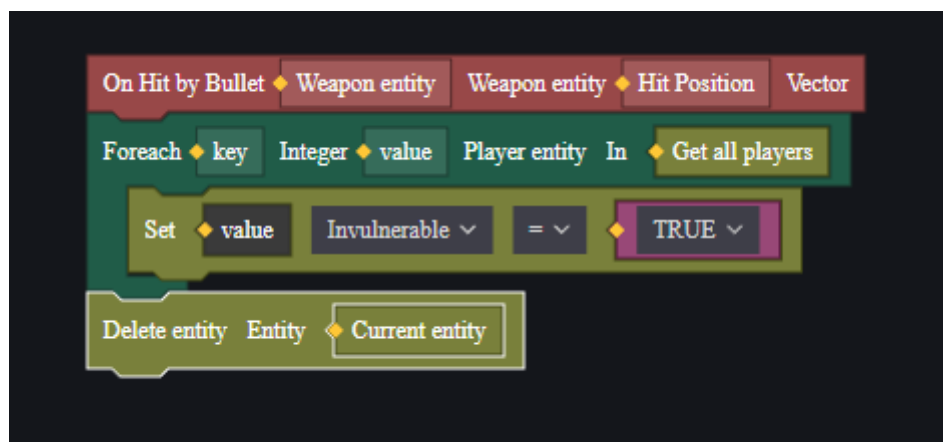 On Hit by Bullet Weapon entity Weapon entity Hit Position Vector
Foreach key Integer value Player entity In Get all players
Set value Invulnerable = TRUE
Delete entity Entity Current entity